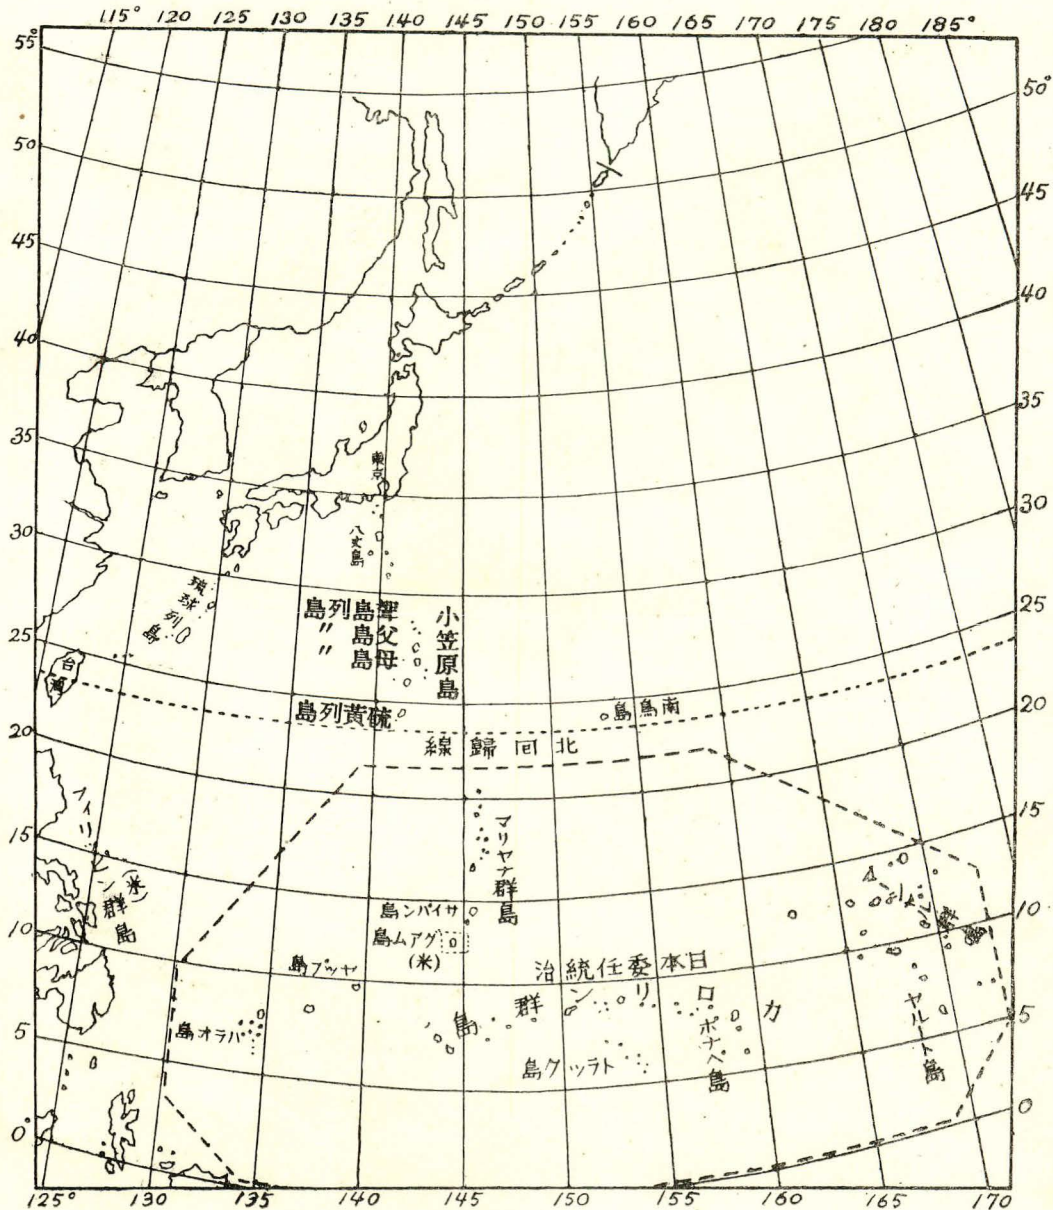 115° 120 125 130 135 140 145 150 155 160 165 170 175 180 185°
55°
50
45
40
35
30
25
20
15
10
5
0°
50°
45
40
35
30
25
20
15
10
5
0
東京
八丈島
琉球列島
台湾
小笠原島
聟島列島
父島〃
母島〃
硫黄列島
南鳥島
北回歸線
フィリッピン群島
(米)
マリヤナ群島
サイパン島
グアム島
(米)
ヤップ島
日本委任統治
カロリン群島
パラオ島
トラック島
ポナペ島
ヤルート島
125° 130 135 140 145 150 155 160 165 170